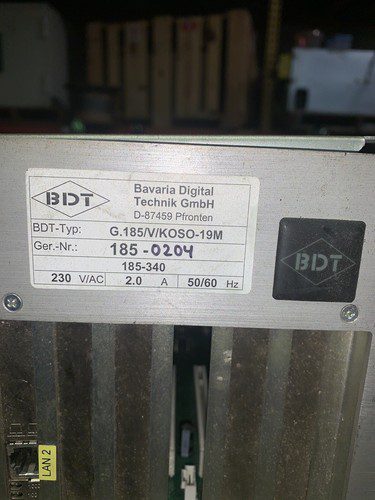 BDT
Bavaria Digital
Technik GmbH
D-87459 Pfronten
BDT-Typ: G.185/V/KOSO-19M
Ger.-Nr.: 185-0204
185-340
230 V/AC 2.0 A 50/60 Hz
BDT
LAN 2